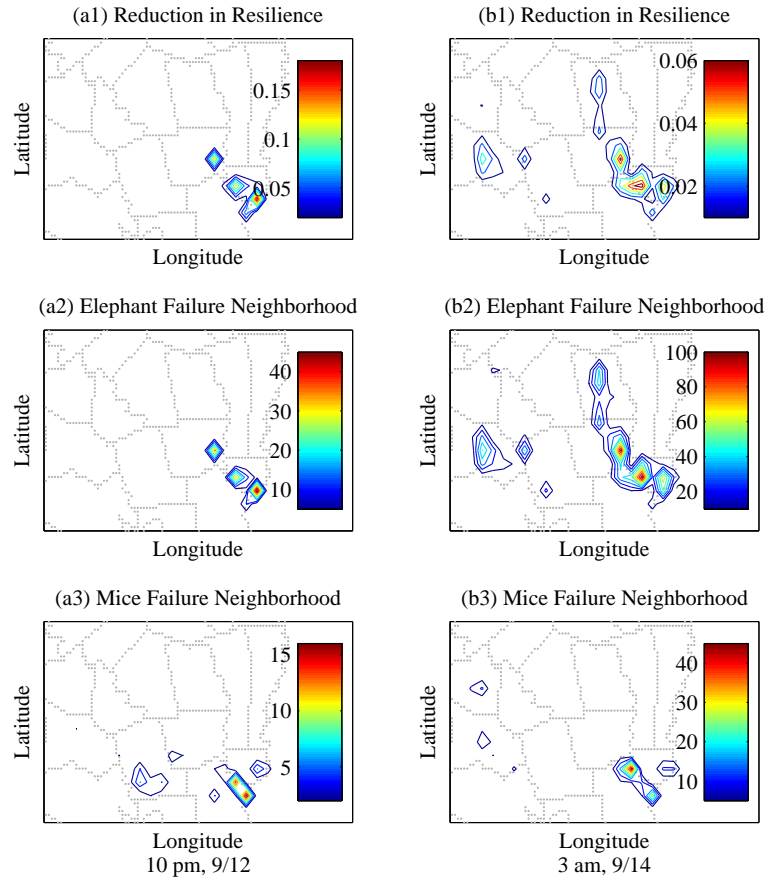 (a1) Reduction in Resilience
0.15
0.1
0.05
Latitude
Longitude
(b1) Reduction in Resilience
0.06
0.04
0.02
Latitude
Longitude
(a2) Elephant Failure Neighborhood
40
30
20
10
Latitude
Longitude
(b2) Elephant Failure Neighborhood
100
80
60
40
20
Latitude
Longitude
(a3) Mice Failure Neighborhood
15
10
5
Latitude
Longitude
10 pm, 9/12
(b3) Mice Failure Neighborhood
40
30
20
10
Latitude
Longitude
3 am, 9/14